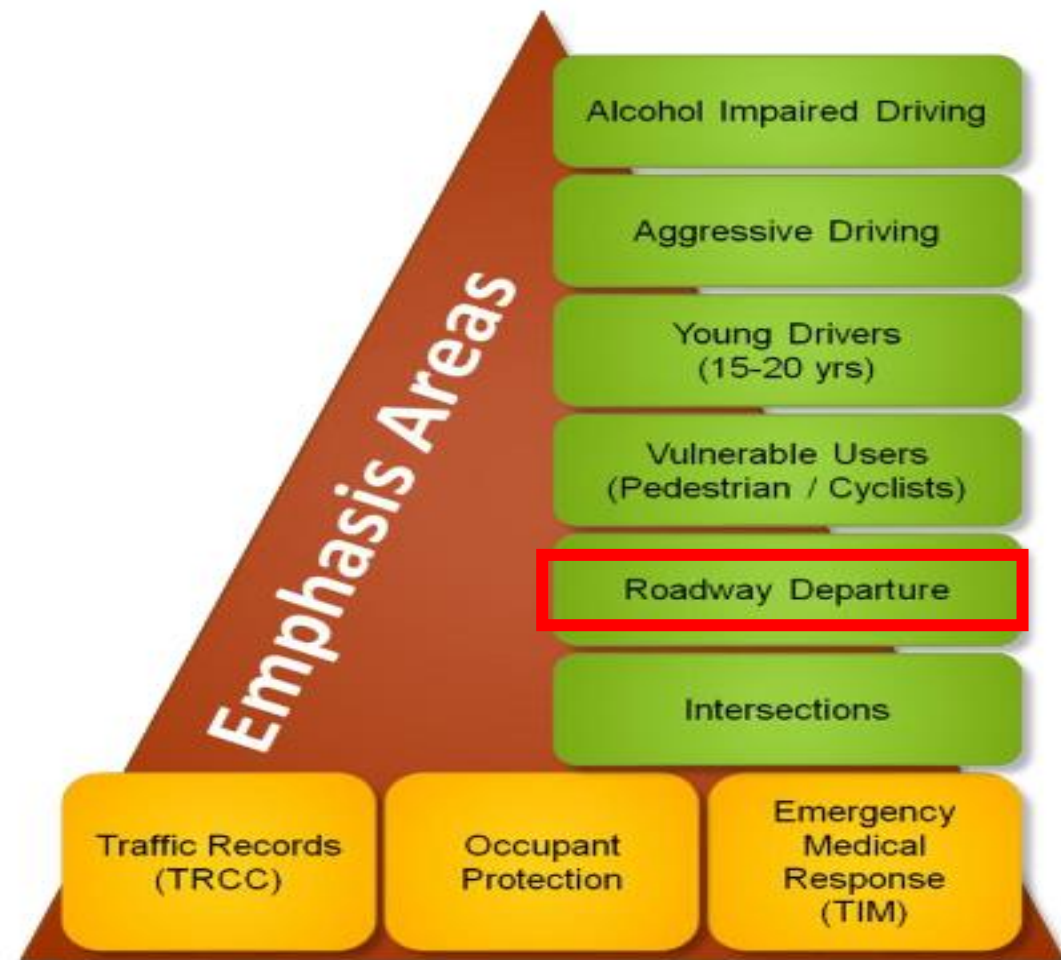 Emphasis Areas
Alcohol Impaired Driving
Aggressive Driving
Young Drivers
(15-20 yrs)
Vulnerable Users
(Pedestrian / Cyclists)
Roadway Departure
Intersections
Traffic Records
(TRCC)
Occupant
Protection
Emergency
Medical
Response
(TIM)